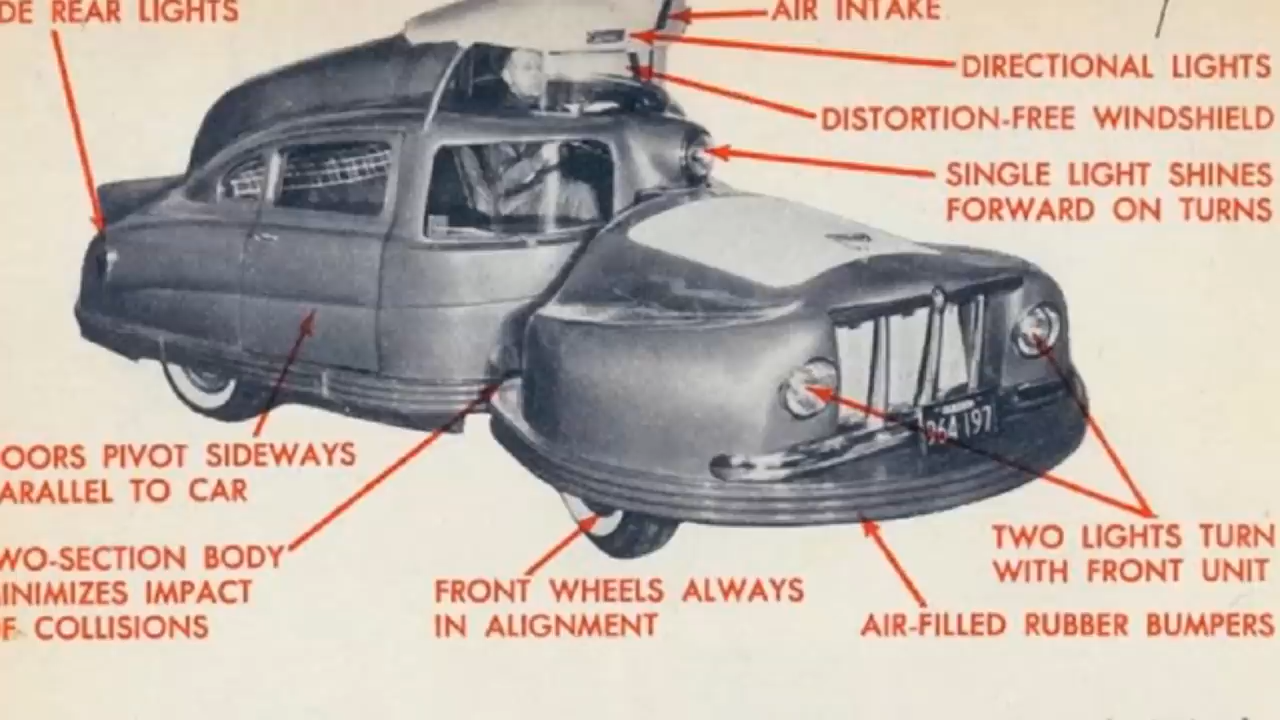 DE REAR LIGHTS
AIR INTAKE
DIRECTIONAL LIGHTS
DISTORTION-FREE WINDSHIELD
SINGLE LIGHT SHINES
FORWARD ON TURNS
OORS PIVOT SIDEWAYS
ARALLEL TO CAR
WO-SECTION BODY
INIMIZES IMPACT
F COLLISIONS
FRONT WHEELS ALWAYS
IN ALIGNMENT
964 197
TWO LIGHTS TURN
WITH FRONT UNIT
AIR-FILLED RUBBER BUMPERS